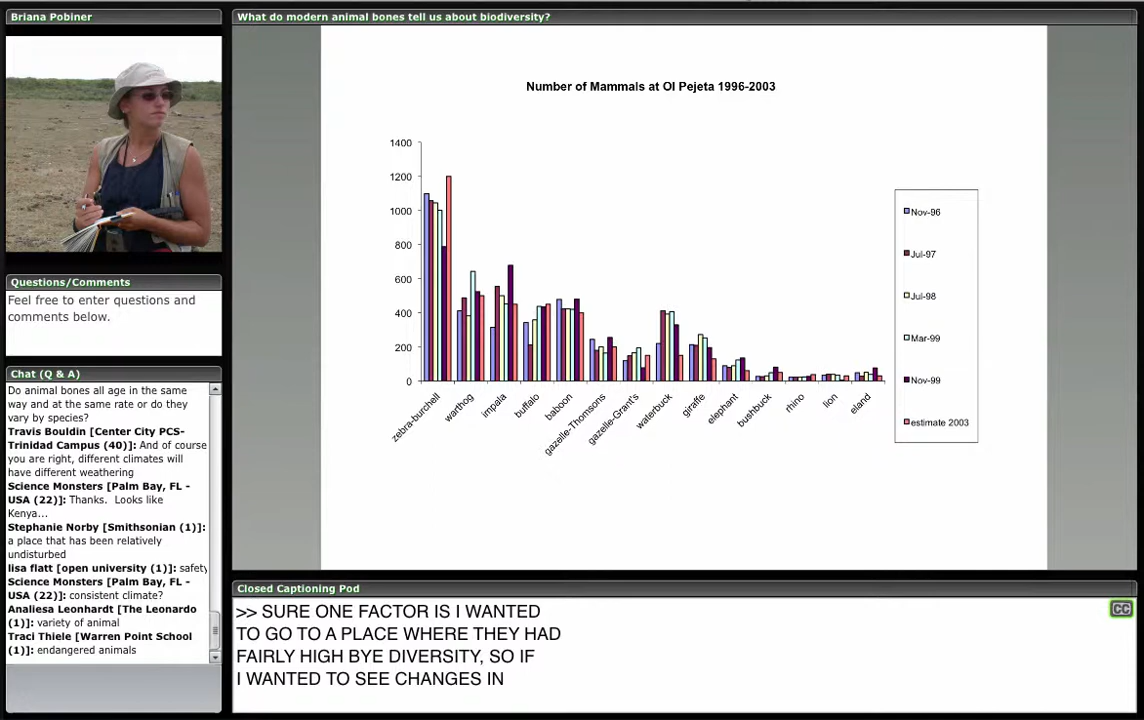 Briana Pobiner
What do modern animal bones tell us about biodiversity?
Number of Mammals at Ol Pejeta 1996-2003
1400
1200
1000
800
600
400
200
0
zebra-burchell
warthog
impala
buffalo
baboon
gazelle-Thomsons
gazelle-Grant's
waterbuck
giraffe
elephant
bushbuck
rhino
lion
eland
Nov-96
Jul-97
Jul-98
Mar-99
Nov-99
estimate 2003
Questions/Comments
Feel free to enter questions and
comments below.
Chat (Q & A)
Do animal bones all age in the same
way and at the same rate or do they
vary by species?
Travis Bouldin [Center City PCS-
Trinidad Campus (40)]: And of course
you are right, different climates will
have different weathering
Science Monsters [Palm Bay, FL -
USA (22)]: Thanks. Looks like
Kenya...
Stephanie Norby [Smithsonian (1)]:
a place that has been relatively
undisturbed
lisa flatt [open university (1)]: safety
Science Monsters [Palm Bay, FL -
USA (22)]: consistent climate?
Analiesa Leonhardt [The Leonardo
(1)]: variety of animal
Traci Thiele [Warren Point School
(1)]: endangered animals
Closed Captioning Pod
CC
>> SURE ONE FACTOR IS I WANTED
TO GO TO A PLACE WHERE THEY HAD
FAIRLY HIGH BYE DIVERSITY, SO IF
I WANTED TO SEE CHANGES IN